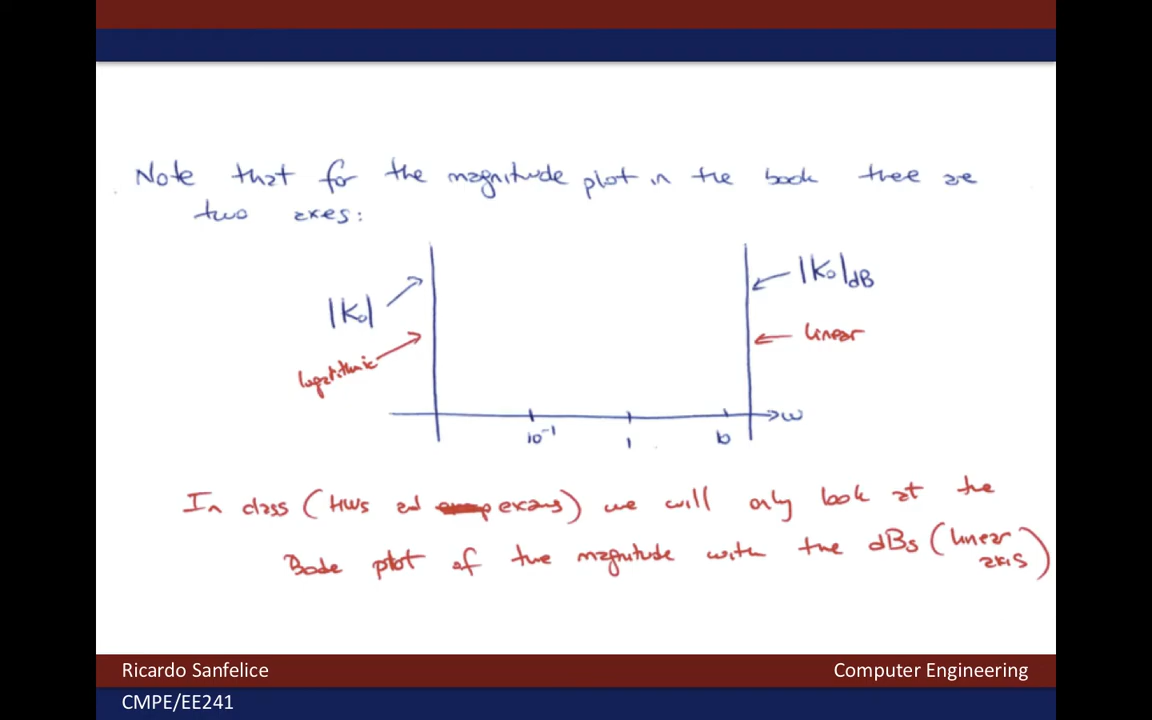 Note that for the magnitude plot in the book there are
two axes:
|K₀|
|K₀|dB
logarithmic
linear
ω
10⁻¹
1
10
In class (HWs and exams) we will only look at the
Bode plot of the magnitude with the dBs (linear
axis)
Ricardo Sanfelice
Computer Engineering
CMPE/EE241